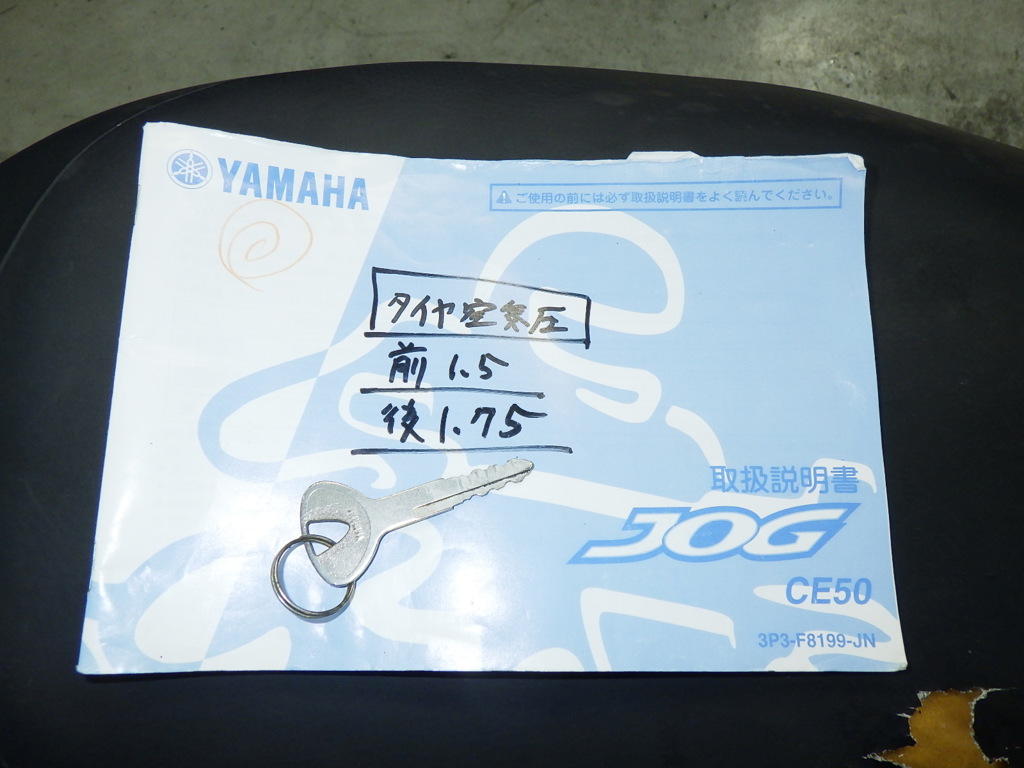 YAMAHA
⚠ご使用の前には必ず取扱説明書をよく読んでください。
タイヤ空気圧
前 1.5
後 1.75
取扱説明書
JOG
CE50
3P3-F8199-JN